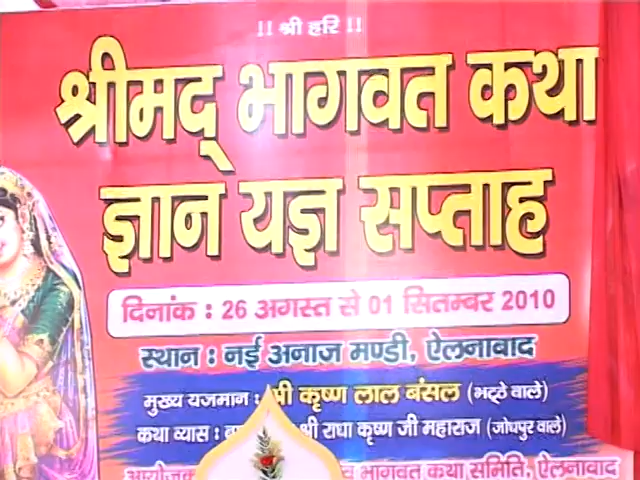 !! श्री हरि !!
श्रीमद् भागवत कथा
ज्ञान यज्ञ सप्ताह
दिनांक : 26 अगस्त से 01 सितम्बर 2010
स्थान : नई अनाज मण्डी, ऐलनाबाद
मुख्य यजमान : श्री कृष्ण लाल बंसल (भट्ठे वाले)
कथा व्यास : श्री राधा कृष्ण जी महाराज (जोधपुर वाले)
भागवत कथा समिति, ऐलनाबाद